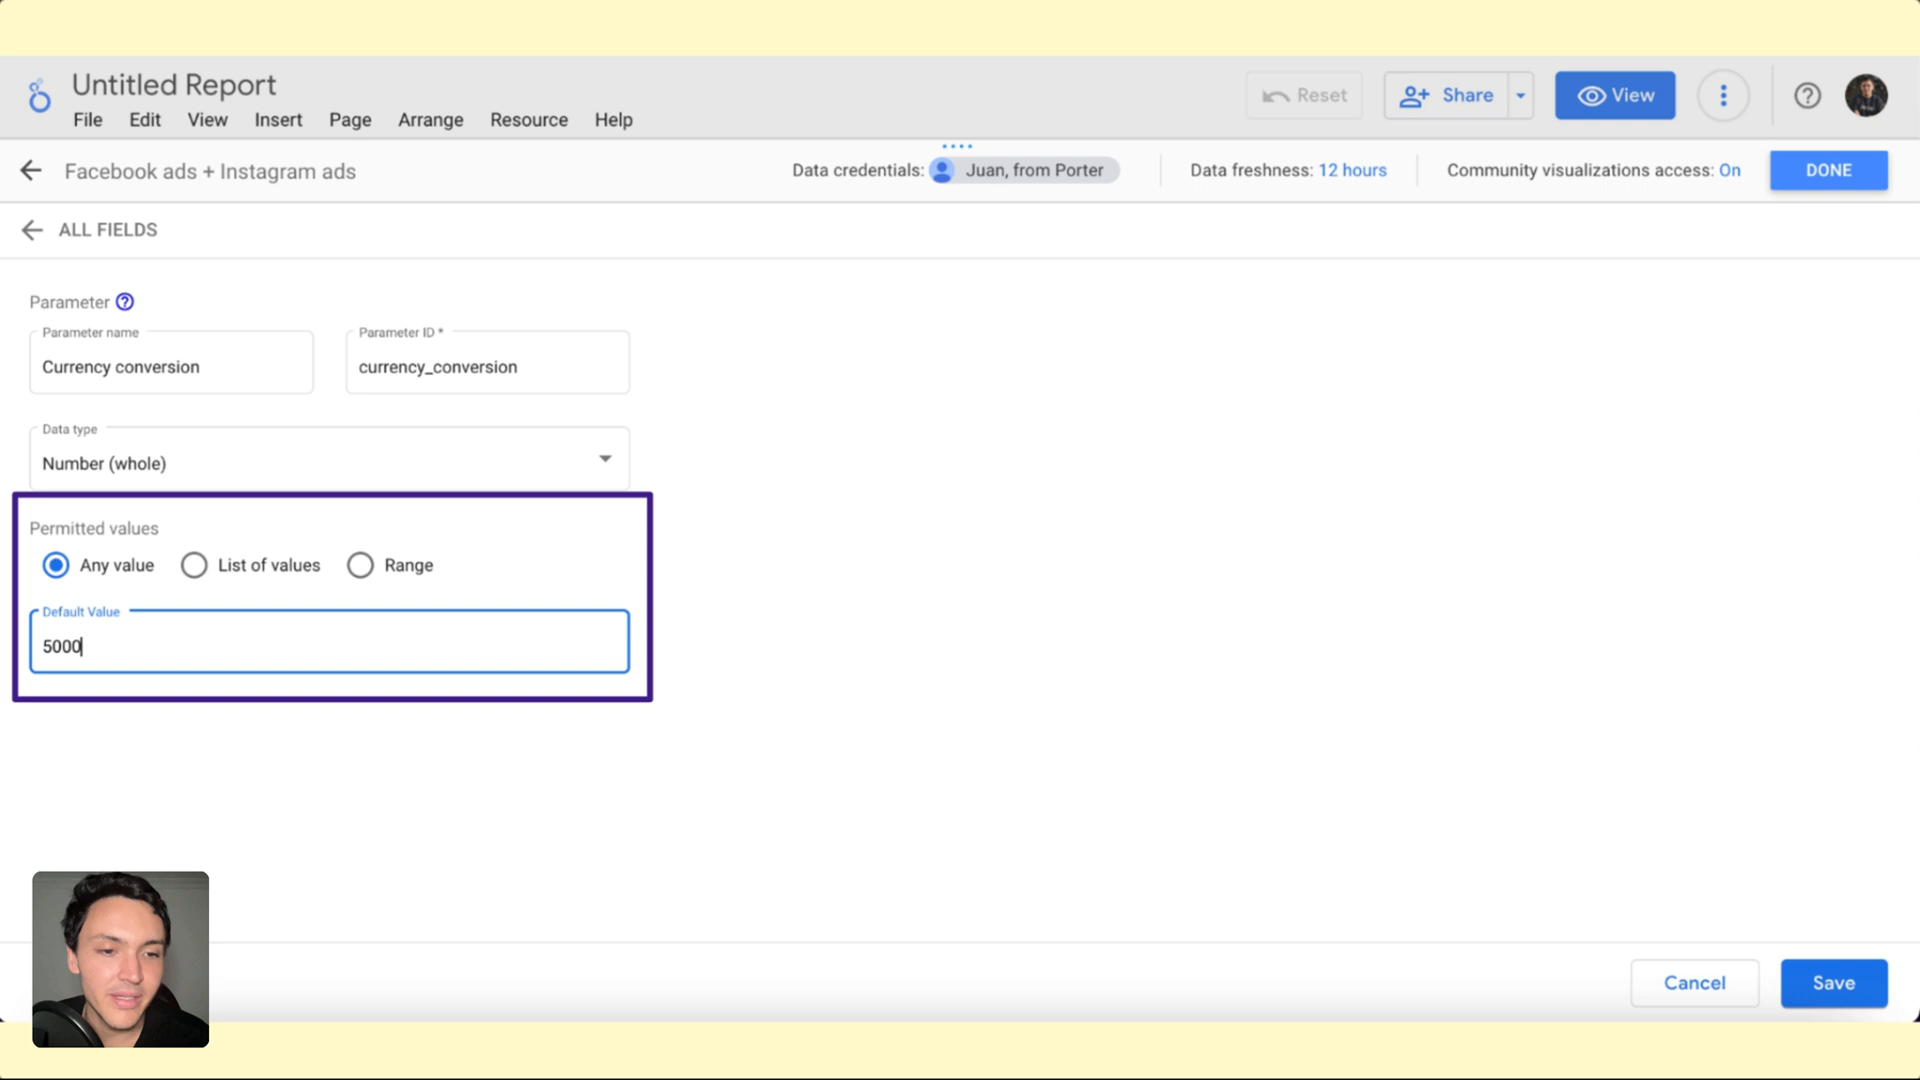 Untitled Report
File Edit View Insert Page Arrange Resource Help
Reset
Share
View
Facebook ads + Instagram ads
Data credentials: Juan, from Porter
Data freshness: 12 hours
Community visualizations access: On
DONE
ALL FIELDS
Parameter
Parameter name
Currency conversion
Parameter ID *
currency_conversion
Data type
Number (whole)
Permitted values
Any value
List of values
Range
Default Value
5000
Cancel
Save